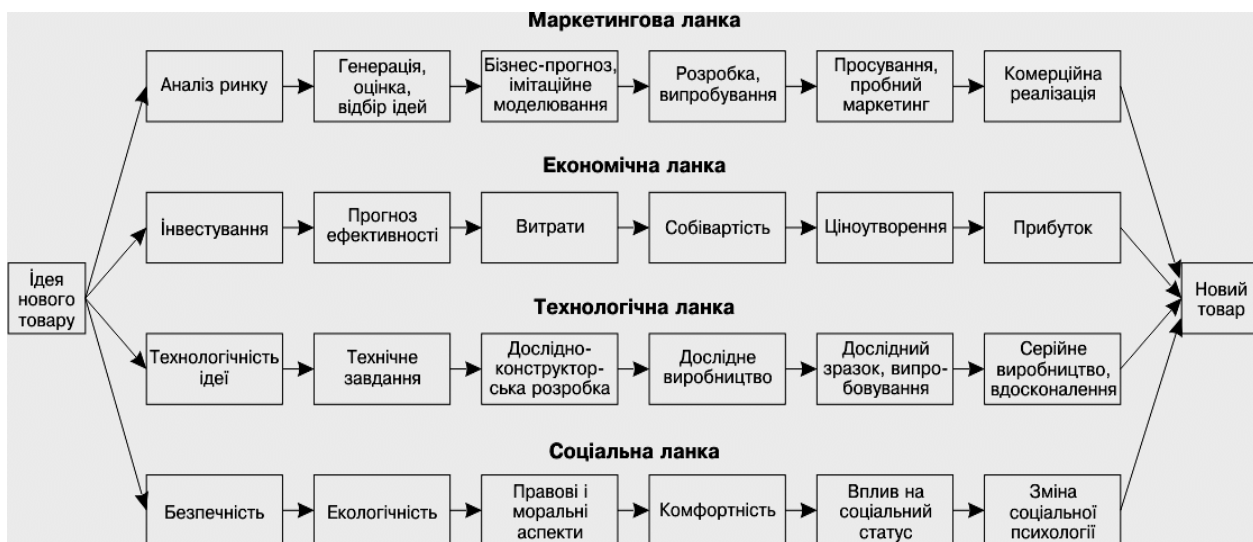 Маркетингова ланка
Аналіз ринку
Генерація,
оцінка,
відбір ідей
Бізнес-прогноз,
імітаційне
моделювання
Розробка,
випробування
Просування,
пробний
маркетинг
Комерційна
реалізація
Економічна ланка
Інвестування
Прогноз
ефективності
Витрати
Собівартість
Ціноутворення
Прибуток
Ідея
нового
товару
Новий
товар
Технологічна ланка
Технологічність
ідеї
Технічне
завдання
Дослідно-
конструктор-
ська розробка
Дослідне
виробництво
Дослідний
зразок, випро-
бовування
Серійне
виробництво,
вдосконалення
Соціальна ланка
Безпечність
Екологічність
Правові і
моральні
аспекти
Комфортність
Вплив на
соціальний
статус
Зміна
соціальної
психології